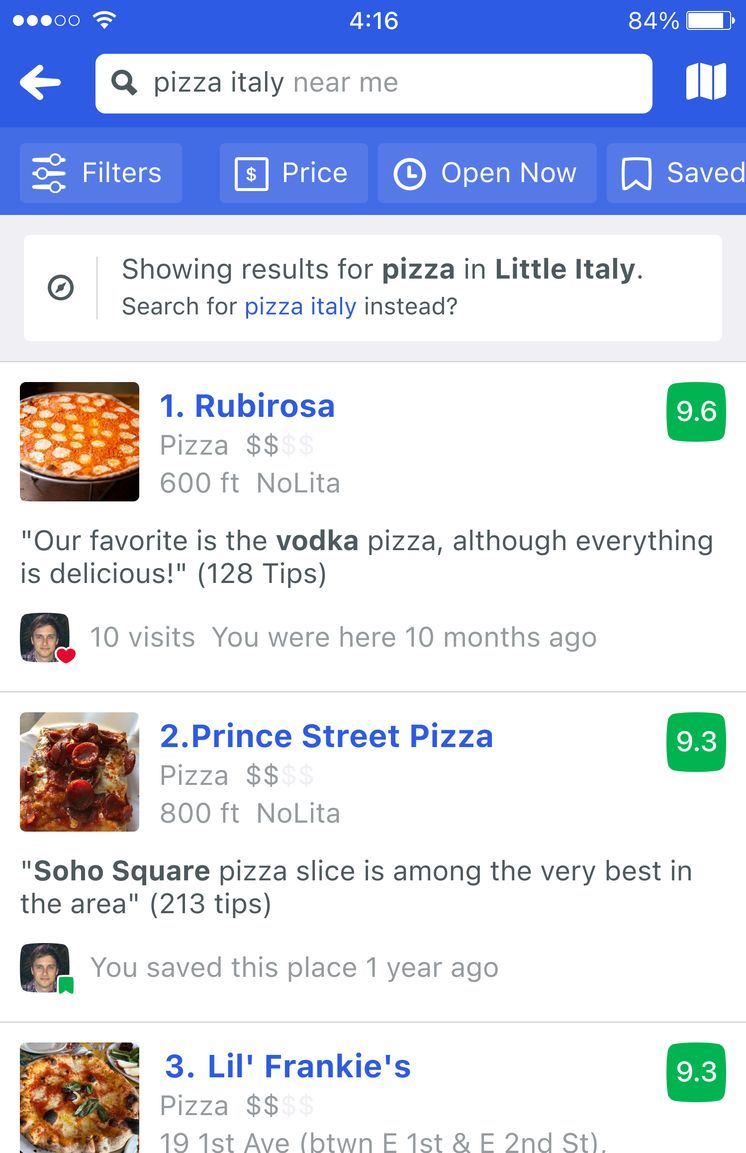 4:16
84%
pizza italy near me
Filters
$ Price
Open Now
Saved
Showing results for pizza in Little Italy.
Search for pizza italy instead?
1. Rubirosa
9.6
Pizza $$$$
600 ft NoLita
"Our favorite is the vodka pizza, although everything
is delicious!" (128 Tips)
10 visits You were here 10 months ago
2.Prince Street Pizza
9.3
Pizza $$$$
800 ft NoLita
"Soho Square pizza slice is among the very best in
the area" (213 tips)
You saved this place 1 year ago
3. Lil' Frankie's
9.3
Pizza $$$$
19 1st Ave (btwn E 1st & E 2nd St),